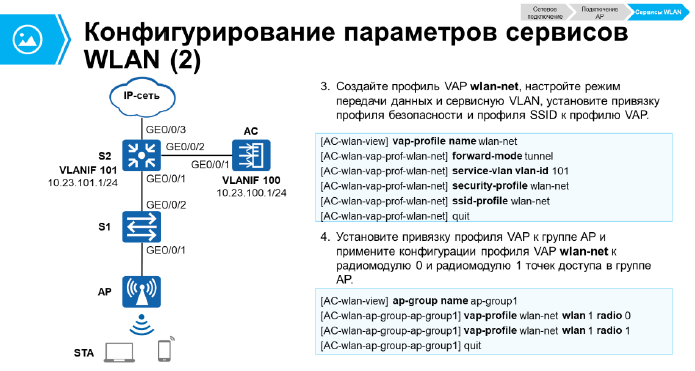 Сетевое подключение
Подключение AP
Сервисы WLAN
Конфигурирование параметров сервисов
WLAN (2)
IP-сеть
GE0/0/3
AC
S2
GE0/0/2
GE0/0/1
VLANIF 101
10.23.101.1/24
GE0/0/1
VLANIF 100
10.23.100.1/24
GE0/0/2
S1
GE0/0/1
AP
STA
3. Создайте профиль VAP wlan-net, настройте режим
передачи данных и сервисную VLAN, установите привязку
профиля безопасности и профиля SSID к профилю VAP.
[AC-wlan-view] vap-profile name wlan-net
[AC-wlan-vap-prof-wlan-net] forward-mode tunnel
[AC-wlan-vap-prof-wlan-net] service-vlan vlan-id 101
[AC-wlan-vap-prof-wlan-net] security-profile wlan-net
[AC-wlan-vap-prof-wlan-net] ssid-profile wlan-net
[AC-wlan-vap-prof-wlan-net] quit
4. Установите привязку профиля VAP к группе AP и
примените конфигурации профиля VAP wlan-net к
радиомодулю 0 и радиомодулю 1 точек доступа в группе
AP.
[AC-wlan-view] ap-group name ap-group1
[AC-wlan-ap-group-ap-group1] vap-profile wlan-net wlan 1 radio 0
[AC-wlan-ap-group-ap-group1] vap-profile wlan-net wlan 1 radio 1
[AC-wlan-ap-group-ap-group1] quit